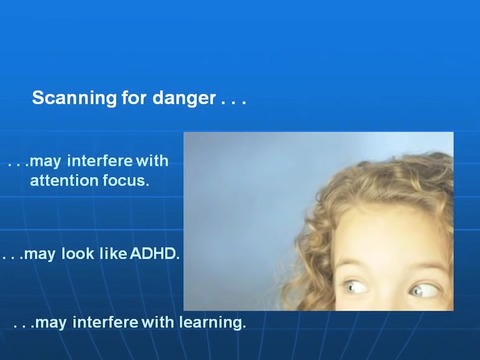 Scanning for danger . . .
. . .may interfere with
attention focus.
. . .may look like ADHD.
. . .may interfere with learning.